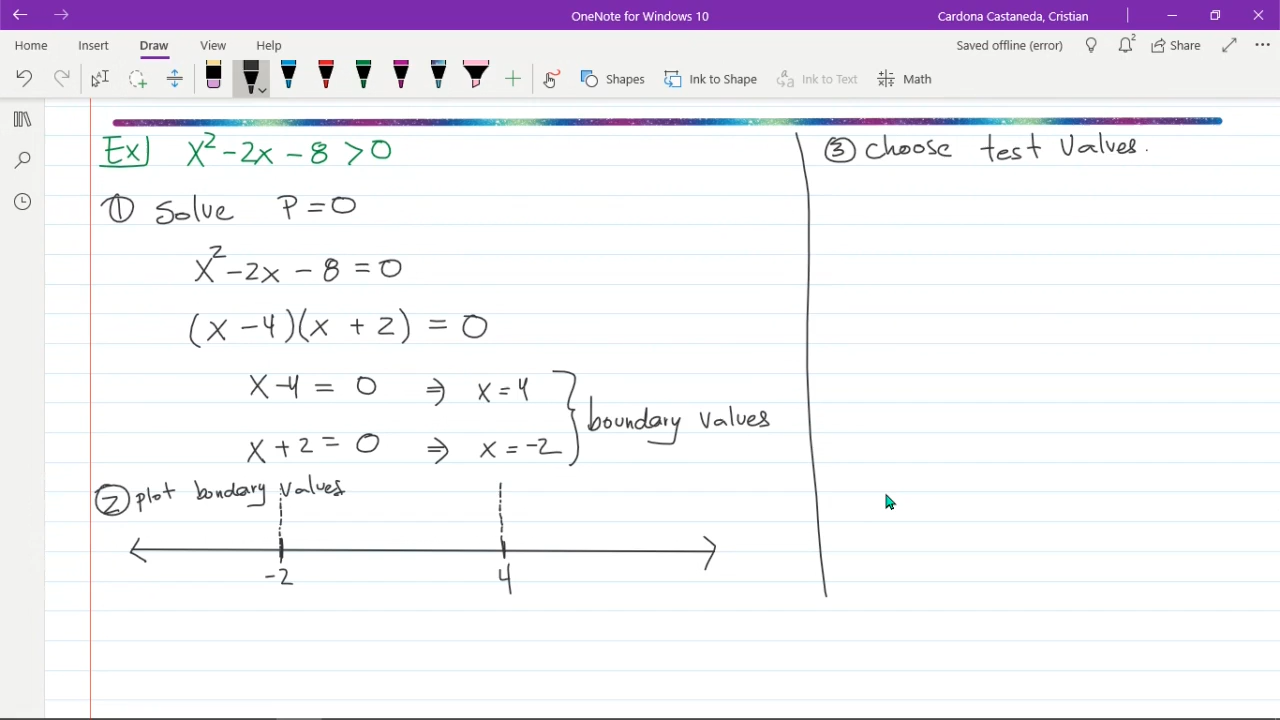 OneNote for Windows 10
Cardona Castaneda, Cristian
Home Insert Draw View Help
Saved offline (error) Share
Shapes Ink to Shape Ink to Text Math
Ex) x² - 2x - 8 > 0
① Solve P = 0
x² - 2x - 8 = 0
(x - 4)(x + 2) = 0
x - 4 = 0 ⇒ x = 4
x + 2 = 0 ⇒ x = -2
boundary values
② plot bondary values
-2 4
③ choose test values.